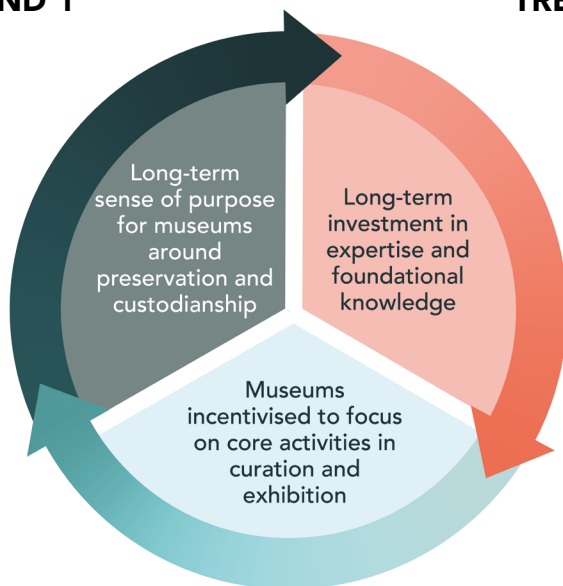 ND 1
TRE
Long-term
sense of purpose
for museums
around
preservation and
custodianship
Long-term
investment in
expertise and
foundational
knowledge
Museums
incentivised to focus
on core activities in
curation and
exhibition